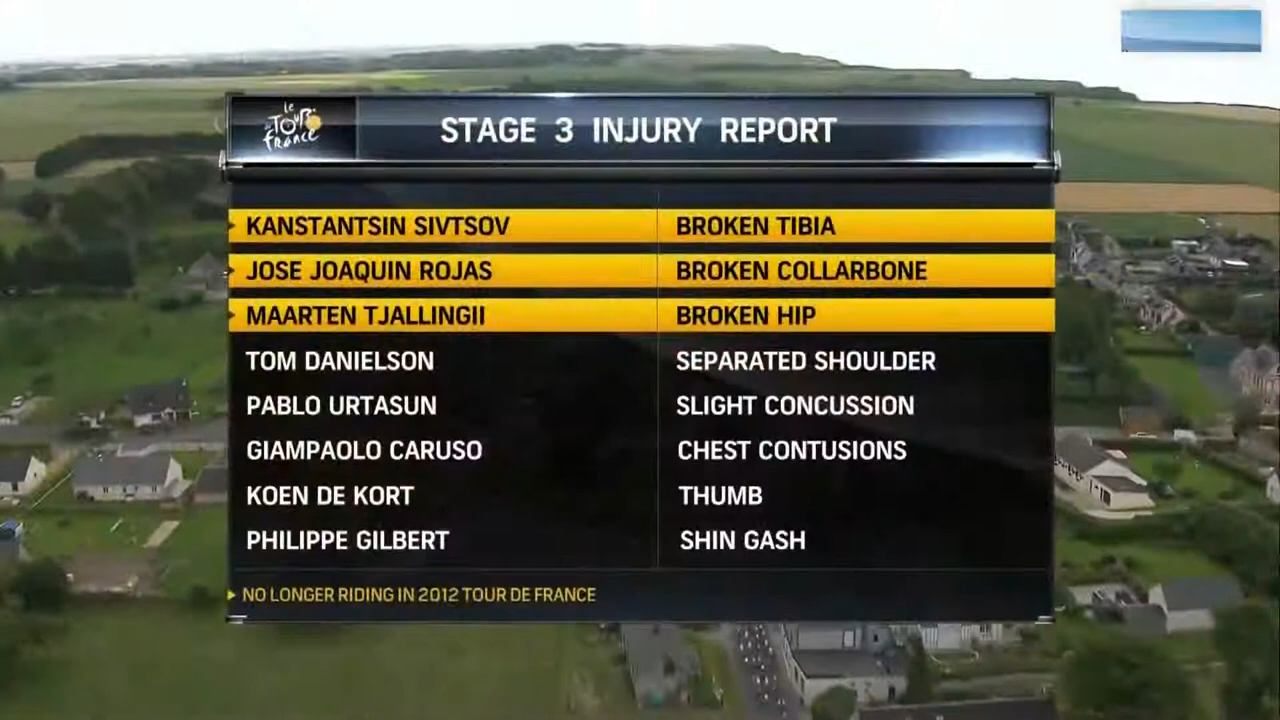 le Tour de france
STAGE 3 INJURY REPORT
KANSTANTSIN SIVTSOV BROKEN TIBIA
JOSE JOAQUIN ROJAS BROKEN COLLARBONE
MAARTEN TJALLINGII BROKEN HIP
TOM DANIELSON SEPARATED SHOULDER
PABLO URTASUN SLIGHT CONCUSSION
GIAMPAOLO CARUSO CHEST CONTUSIONS
KOEN DE KORT THUMB
PHILIPPE GILBERT SHIN GASH
NO LONGER RIDING IN 2012 TOUR DE FRANCE